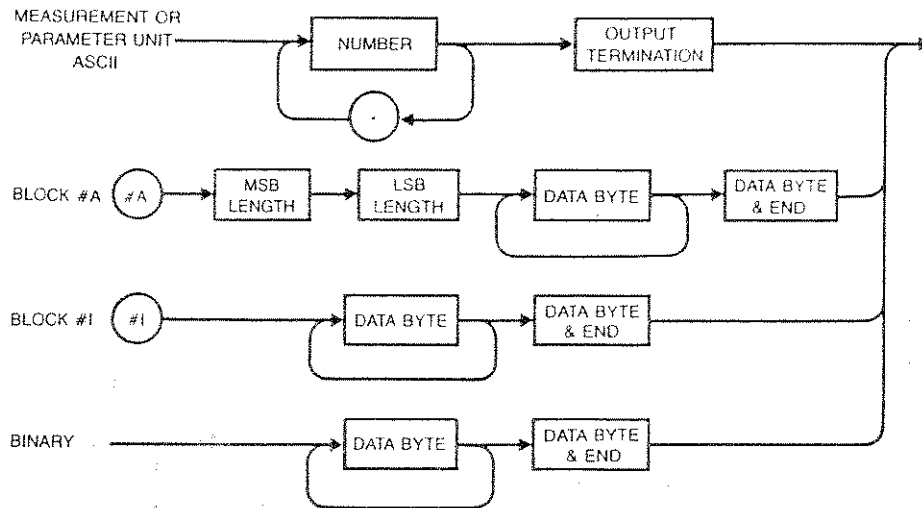 MEASUREMENT OR
PARAMETER UNIT
ASCII
NUMBER
OUTPUT
TERMINATION
BLOCK #A
#A
MSB
LENGTH
LSB
LENGTH
DATA BYTE
DATA BYTE
& END
BLOCK #I
#I
DATA BYTE
DATA BYTE
& END
BINARY
DATA BYTE
DATA BYTE
& END